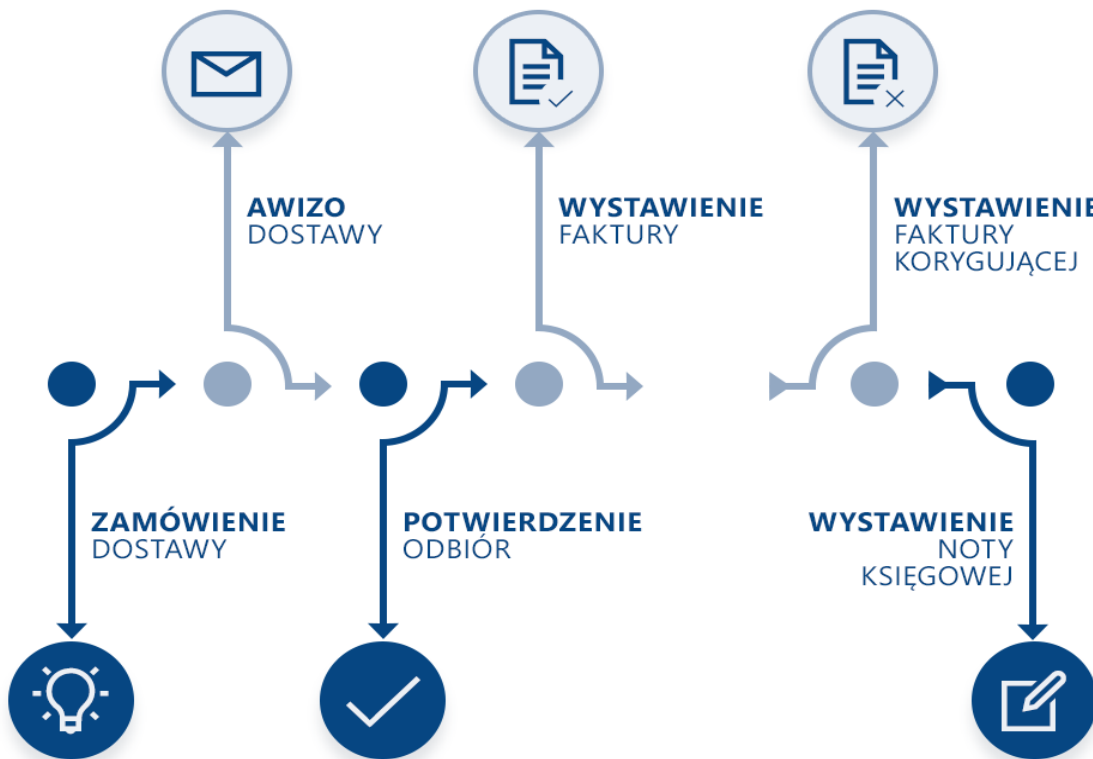 AWIZO
DOSTAWY
WYSTAWIENIE
FAKTURY
WYSTAWIENIE
FAKTURY
KORYGUJĄCEJ
ZAMÓWIENIE
DOSTAWY
POTWIERDZENIE
ODBIÓR
WYSTAWIENIE
NOTY
KSIĘGOWEJ